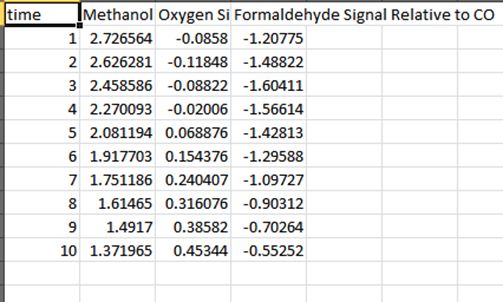 time Methanol Oxygen Si Formaldehyde Signal Relative to CO
1 2.726564 -0.0858 -1.20775
2 2.626281 -0.11848 -1.48822
3 2.458586 -0.08822 -1.60411
4 2.270093 -0.02006 -1.56614
5 2.081194 0.068876 -1.42813
6 1.917703 0.154376 -1.29588
7 1.751186 0.240407 -1.09727
8 1.61465 0.316076 -0.90312
9 1.4917 0.38582 -0.70264
10 1.371965 0.45344 -0.55252